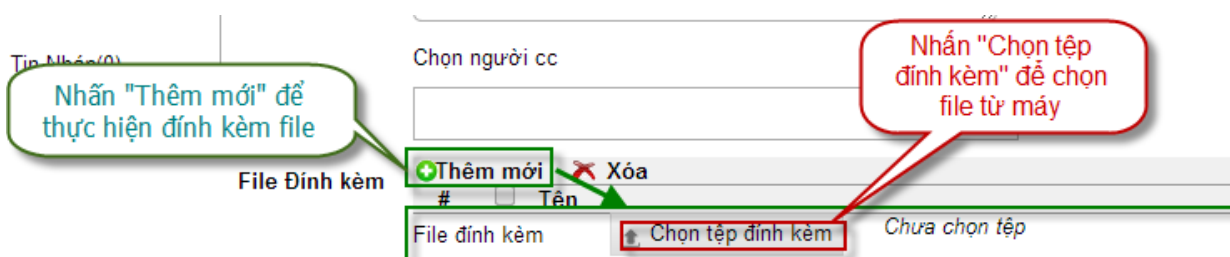 Chọn người cc
Tin Nhán(0)
Nhấn "Thêm mới" để
thực hiện đính kèm file
Nhấn "Chọn tệp
đính kèm" để chọn
file từ máy
Thêm mới Xóa
File Đính kèm
# Tên
File đính kèm Chọn tệp đính kèm Chưa chọn tệp